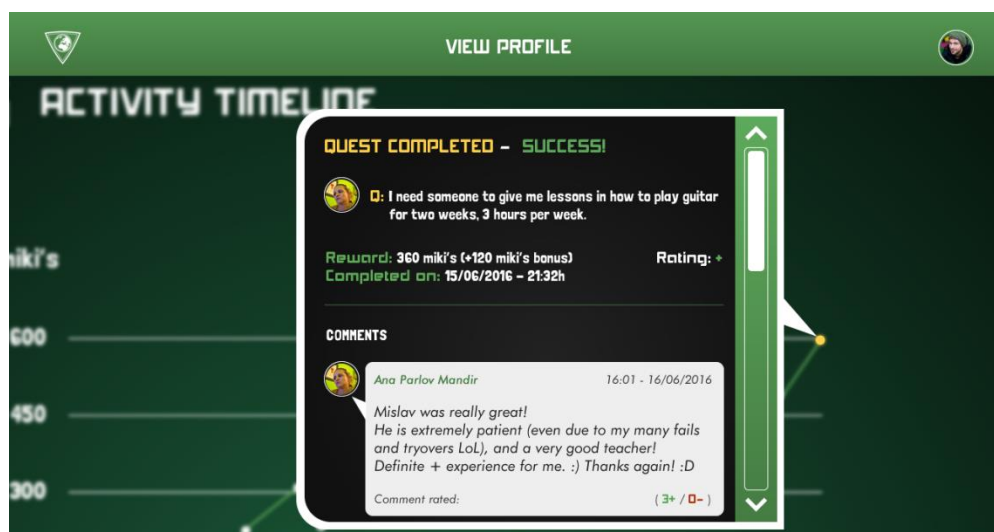 VIEW PROFILE
ACTIVITY TIMELINE
QUEST COMPLETED – SUCCESS!
Q: I need someone to give me lessons in how to play guitar
for two weeks, 3 hours per week.
miki's
Reward: 360 miki's (+120 miki's bonus) Rating: +
Completed on: 15/06/2016 – 21:32h
600
COMMENTS
Ana Parlov Mandir 16:01 - 16/06/2016
450
Mislav was really great!
He is extremely patient (even due to my many fails
and tryovers LoL), and a very good teacher!
Definite + experience for me. :) Thanks again! :D
300
Comment rated: ( 3+ / 0- )